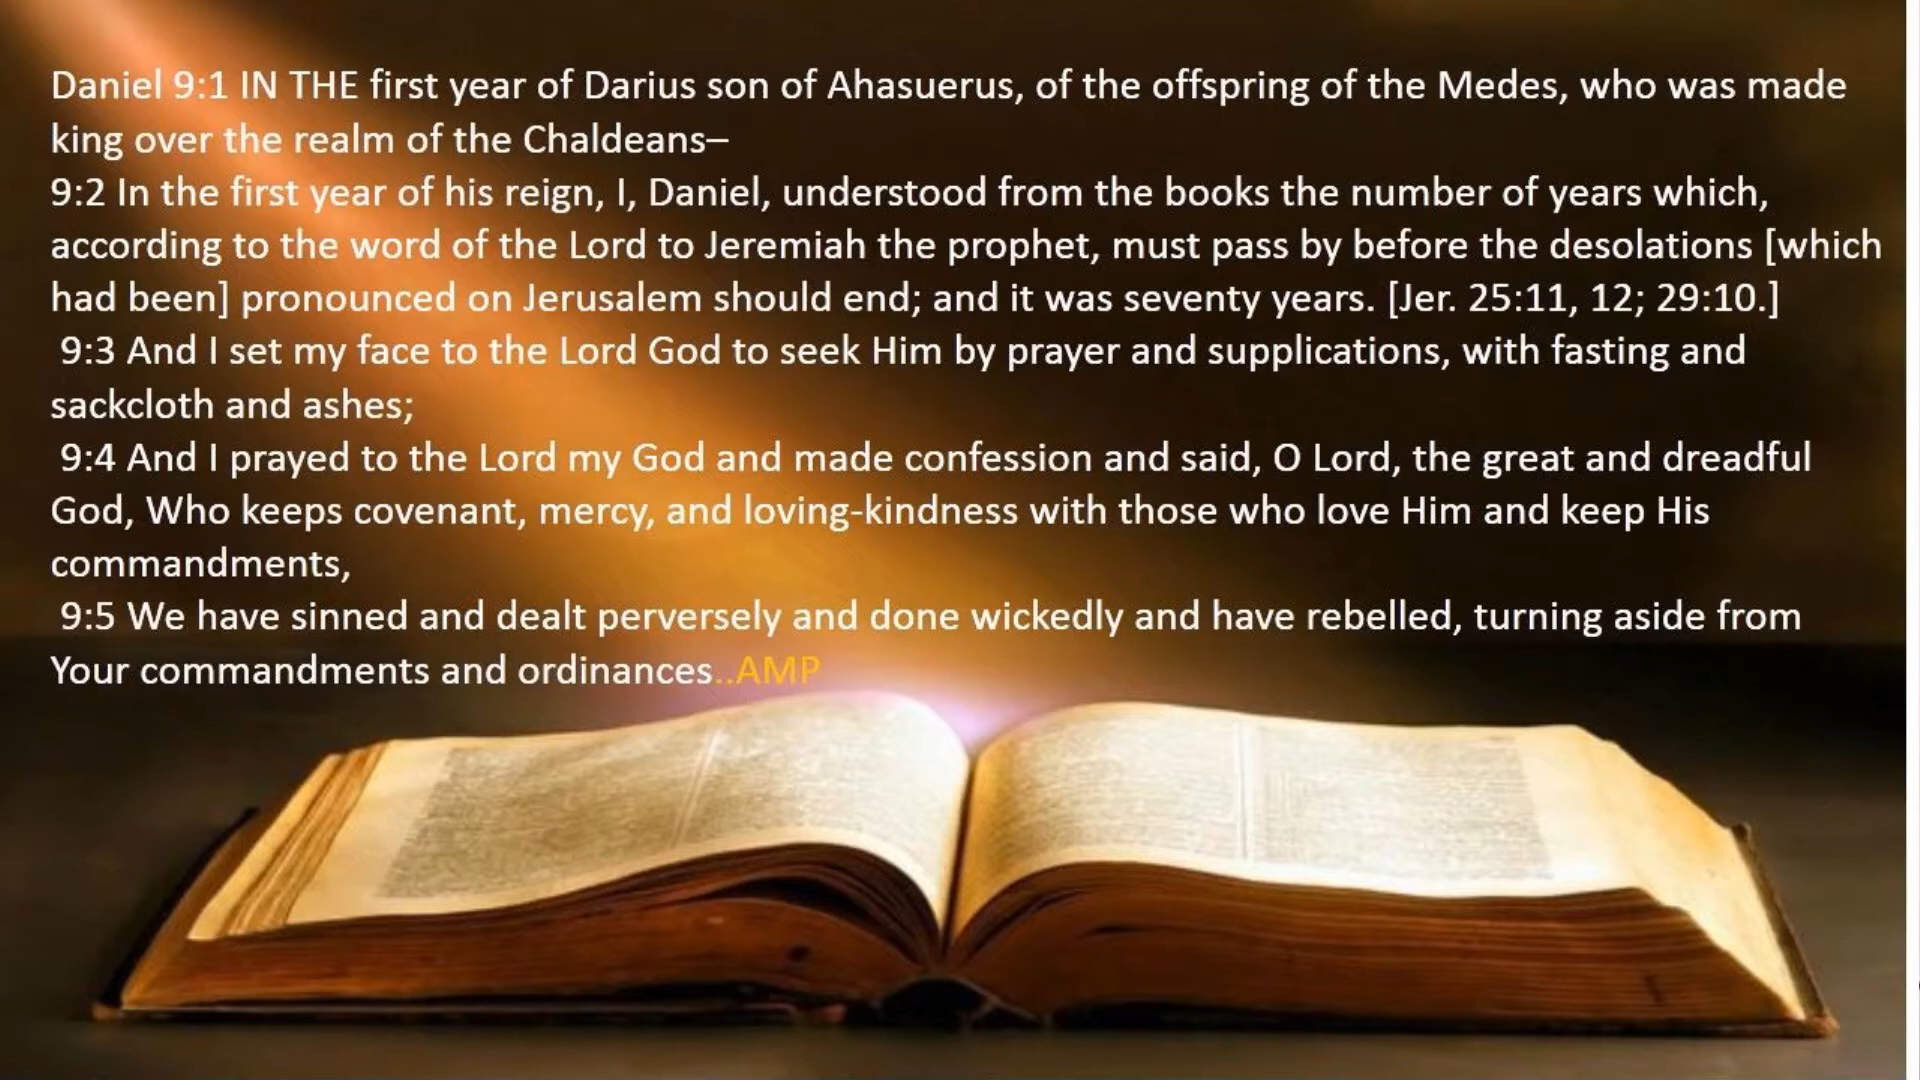 Daniel 9:1 IN THE first year of Darius son of Ahasuerus, of the offspring of the Medes, who was made
king over the realm of the Chaldeans–
9:2 In the first year of his reign, I, Daniel, understood from the books the number of years which,
according to the word of the Lord to Jeremiah the prophet, must pass by before the desolations [which
had been] pronounced on Jerusalem should end; and it was seventy years. [Jer. 25:11, 12; 29:10.]
9:3 And I set my face to the Lord God to seek Him by prayer and supplications, with fasting and
sackcloth and ashes;
9:4 And I prayed to the Lord my God and made confession and said, O Lord, the great and dreadful
God, Who keeps covenant, mercy, and loving-kindness with those who love Him and keep His
commandments,
9:5 We have sinned and dealt perversely and done wickedly and have rebelled, turning aside from
Your commandments and ordinances..AMP